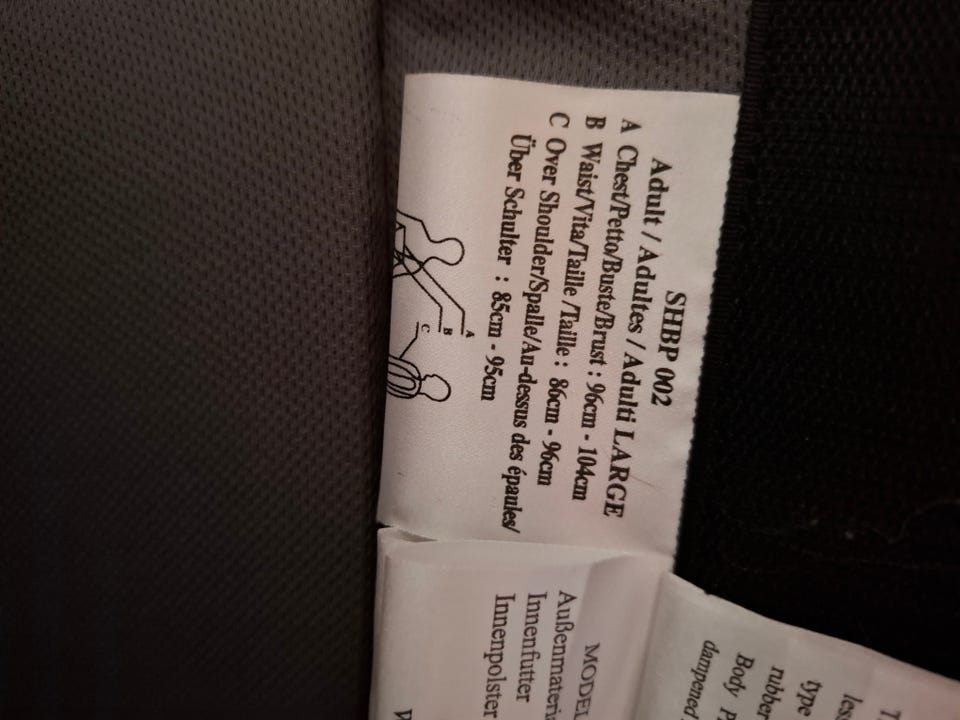 SHBP 002
Adult / Adultes / Adulti LARGE
A Chest/Petto/Buste/Brust : 96cm - 104cm
B Waist/Vita/Taille /Taille : 86cm - 96cm
C Over Shoulder/Spalle/Au-dessus des épaules/
Über Schulter : 85cm - 95cm
A
B
C
MODEL
Innenfutter
Innenpolster
type
rubber
Body
dampened